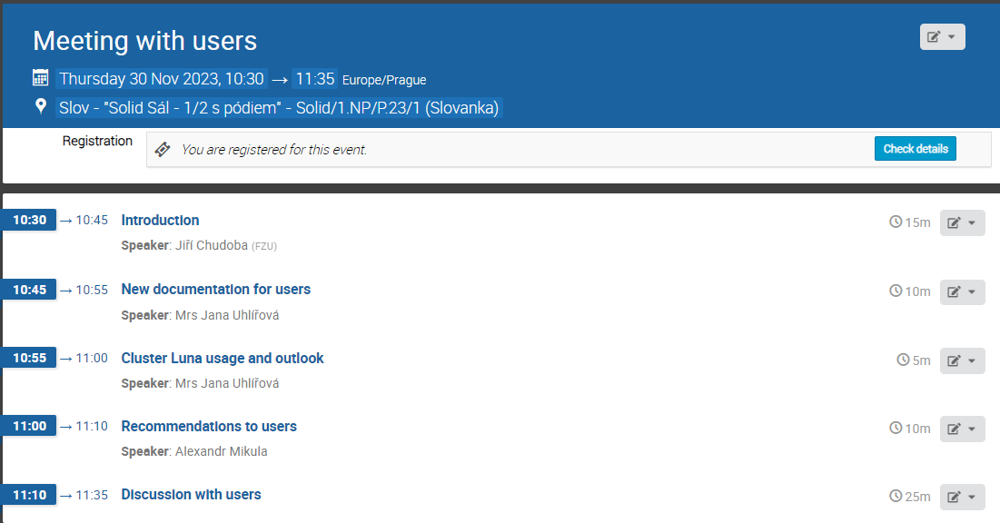 Meeting with users
Thursday 30 Nov 2023, 10:30 → 11:35 Europe/Prague
Slov - "Solid Sál - 1/2 s pódiem" - Solid/1.NP/P.23/1 (Slovanka)
Registration You are registered for this event. Check details
10:30 → 10:45 Introduction 15m
Speaker: Jiří Chudoba (FZU)
10:45 → 10:55 New documentation for users 10m
Speaker: Mrs Jana Uhlířová
10:55 → 11:00 Cluster Luna usage and outlook 5m
Speaker: Mrs Jana Uhlířová
11:00 → 11:10 Recommendations to users 10m
Speaker: Alexandr Mikula
11:10 → 11:35 Discussion with users 25m